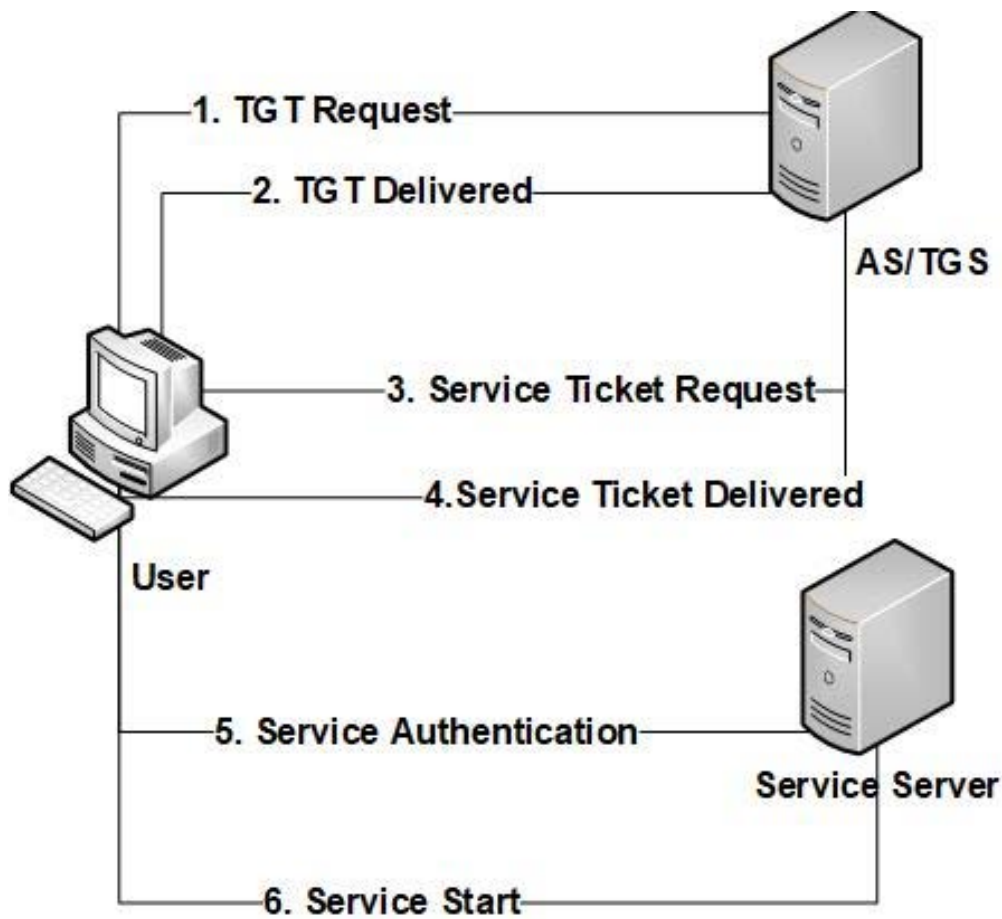 1. TGT Request
2. TGT Delivered
AS/TGS
3. Service Ticket Request
4.Service Ticket Delivered
User
5. Service Authentication
Service Server
6. Service Start